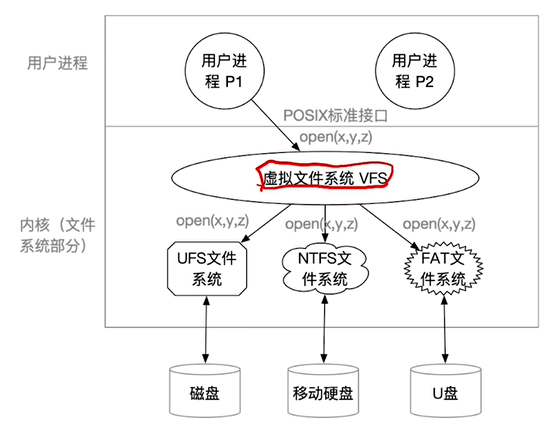 用户进程
用户进
程 P1
用户进
程 P2
POSIX标准接口
open(x,y,z)
虚拟文件系统 VFS
内核（文件
系统部分）
open(x,y,z)
open(x,y,z)
open(x,y,z)
UFS文件
系统
NTFS文
件系统
FAT文
件系统
磁盘
移动硬盘
U盘